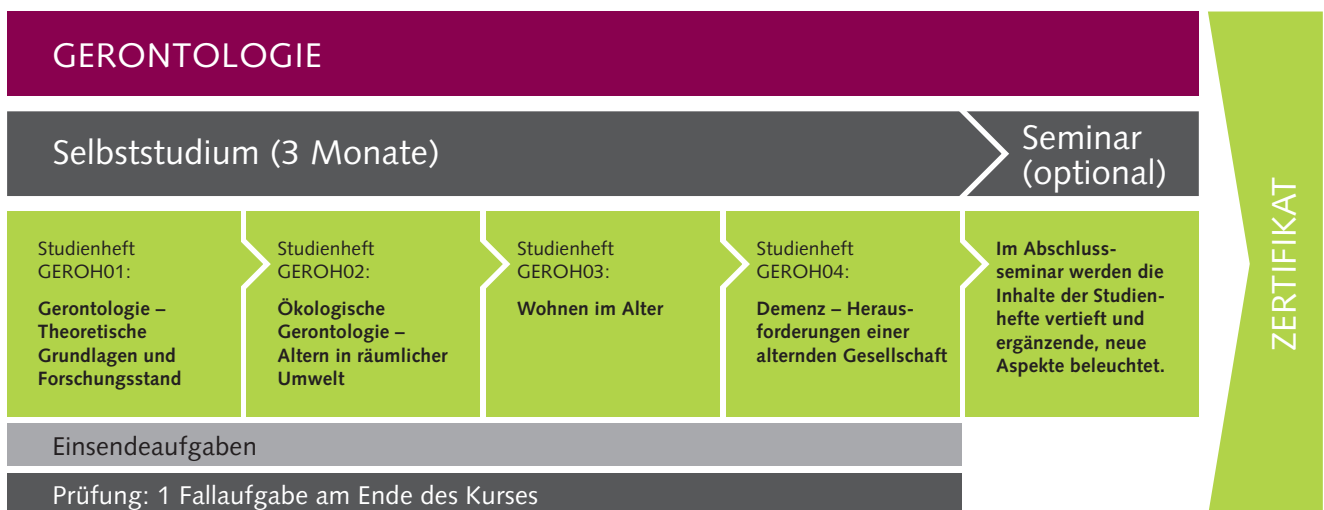 GERONTOLOGIE
Selbststudium (3 Monate)
Seminar
(optional)
Studienheft
GEROH01:
Gerontologie –
Theoretische
Grundlagen und
Forschungsstand
Studienheft
GEROH02:
Ökologische
Gerontologie –
Altern in räumlicher
Umwelt
Studienheft
GEROH03:
Wohnen im Alter
Studienheft
GEROH04:
Demenz – Heraus-
forderungen einer
alternden Gesellschaft
Im Abschluss-
seminar werden die
Inhalte der Studien-
hefte vertieft und
ergänzende, neue
Aspekte beleuchtet.
Einsendeaufgaben
Prüfung: 1 Fallaufgabe am Ende des Kurses
ZERTIFIKAT